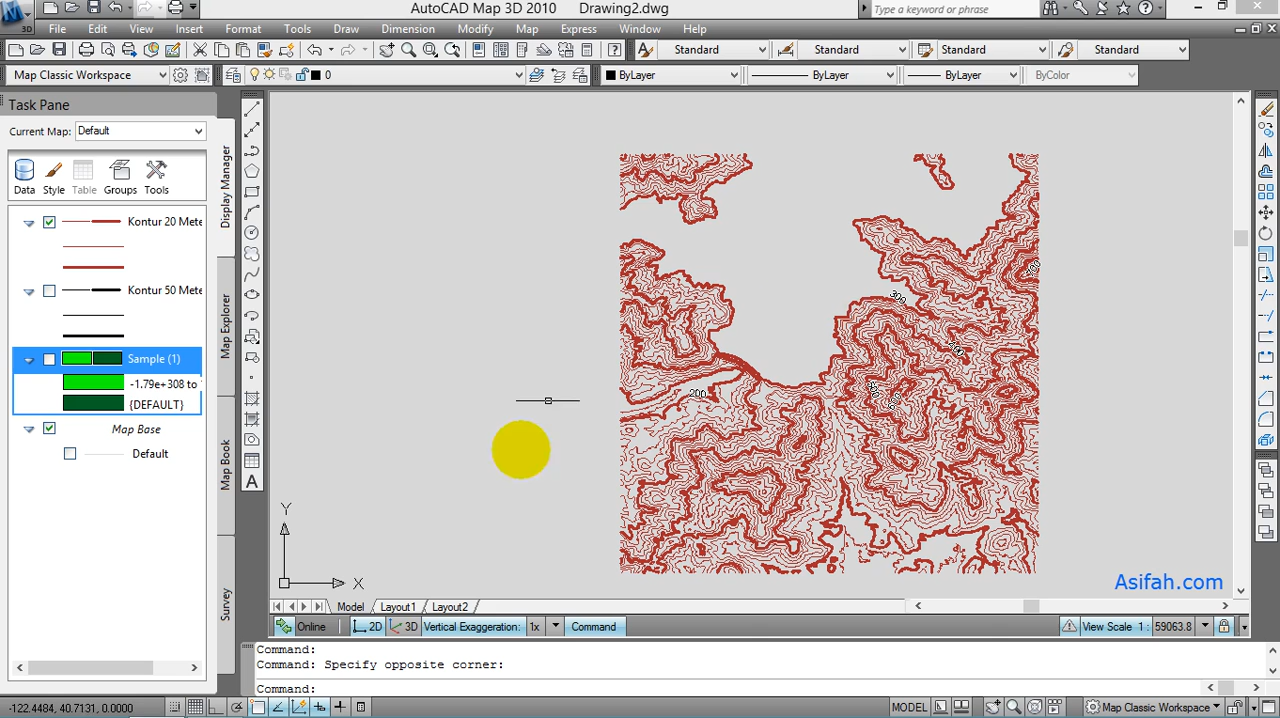 AutoCAD Map 3D 2010 Drawing2.dwg
Type a keyword or phrase
3D
File Edit View Insert Format Tools Draw Dimension Modify Map Express Window Help
Standard Standard Standard Standard
Map Classic Workspace 0 ByLayer ByLayer ByLayer ByColor
Task Pane
Current Map: Default
Data Style Table Groups Tools
Kontur 20 Mete
Kontur 50 Mete
Sample (1)
-1.79e+308 to
{DEFAULT}
Map Base
Default
Display Manager
Map Explorer
Map Book
Survey
A
300
200
Y
X
Asifah.com
Model Layout1 Layout2
Online 2D 3D Vertical Exaggeration: 1x Command View Scale 1 : 59063.8
Command:
Command: Specify opposite corner:
Command:
-122.4484, 40.7131, 0.0000 MODEL Map Classic Workspace